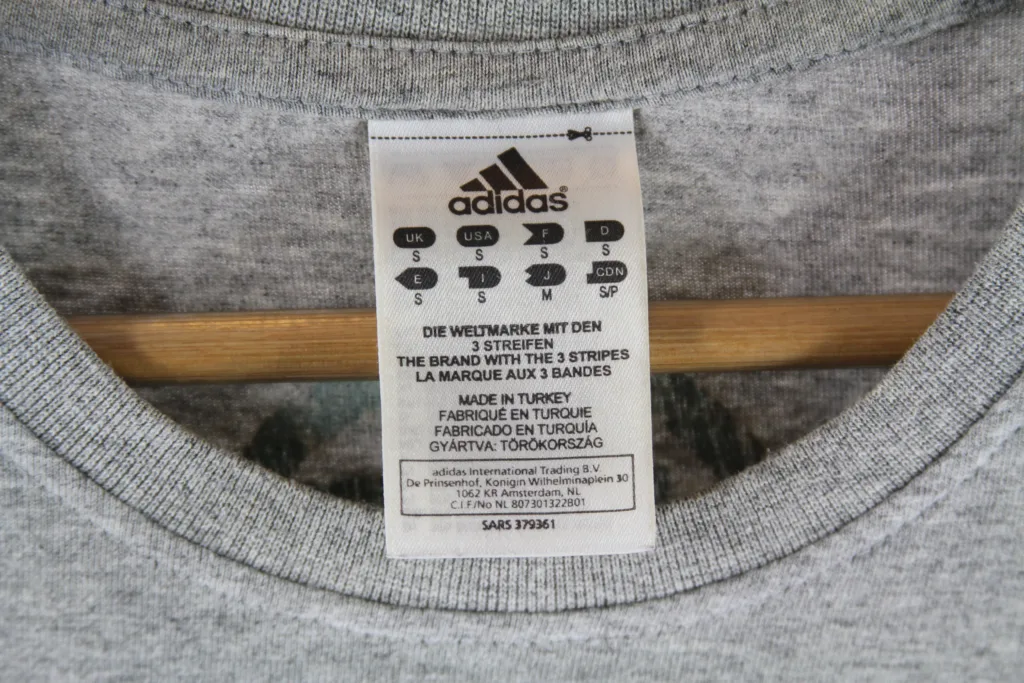 adidas®
UK USA F D
S S S S
E I J CDN
S S M S/P
DIE WELTMARKE MIT DEN
3 STREIFEN
THE BRAND WITH THE 3 STRIPES
LA MARQUE AUX 3 BANDES
MADE IN TURKEY
FABRIQUÉ EN TURQUIE
FABRICADO EN TURQUÍA
GYÁRTVA: TÖRÖKORSZÁG
adidas International Trading B.V.
De Prinsenhof, Konigin Wilhelminaplein 30
1062 KR Amsterdam, NL
C.I.F/No NL 807301322B01
SARS 379361